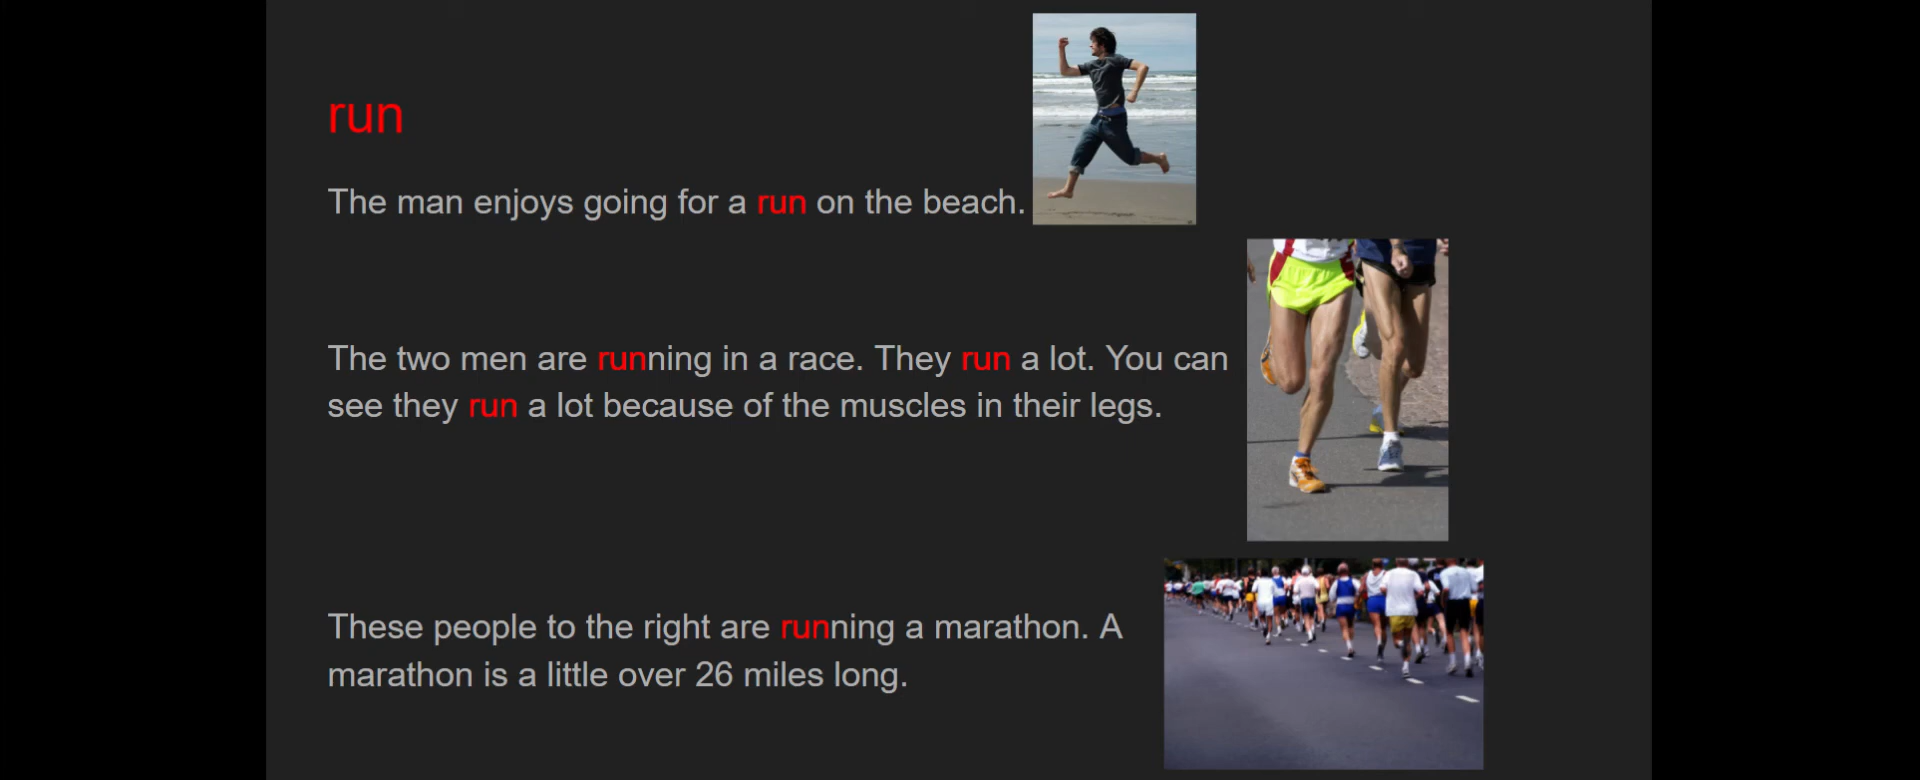 run
The man enjoys going for a run on the beach.
The two men are running in a race. They run a lot. You can
see they run a lot because of the muscles in their legs.
These people to the right are running a marathon. A
marathon is a little over 26 miles long.